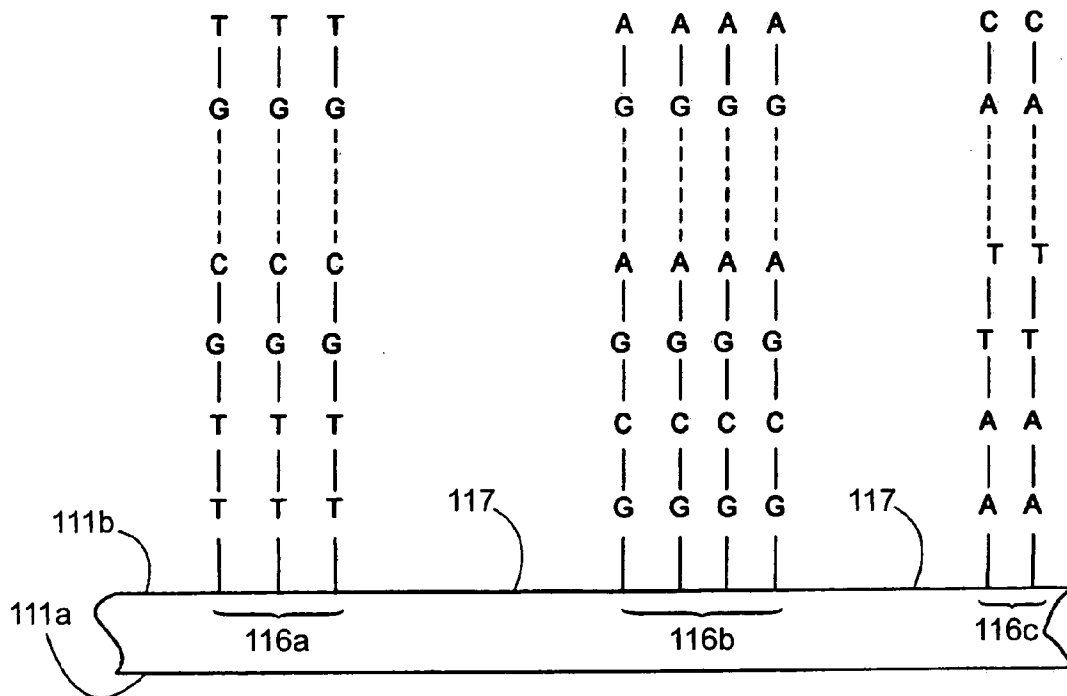 T T T A A A A C C
G G G G G G G A A
C C C A A A A T T
G G G G G G G T T
T T T C C C C A A
T T T G G G G A A
111b 117 117
111a 116a 116b 116c